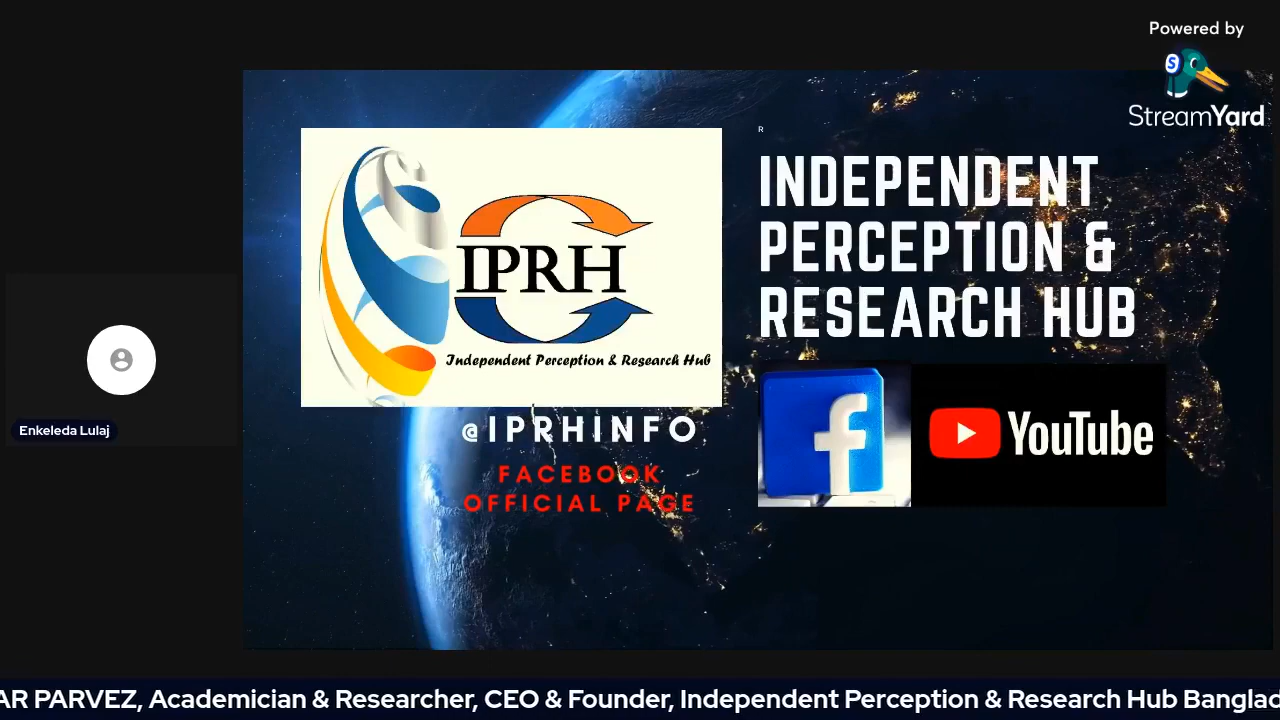 Powered by
S
StreamYard
R
INDEPENDENT
PERCEPTION &
RESEARCH HUB
IPRH
Independent Perception & Research Hub
@IPRHINFO
FACEBOOK
OFFICIAL PAGE
f
YouTube
Enkeleda Lulaj
AR PARVEZ, Academician & Researcher, CEO & Founder, Independent Perception & Research Hub Banglad